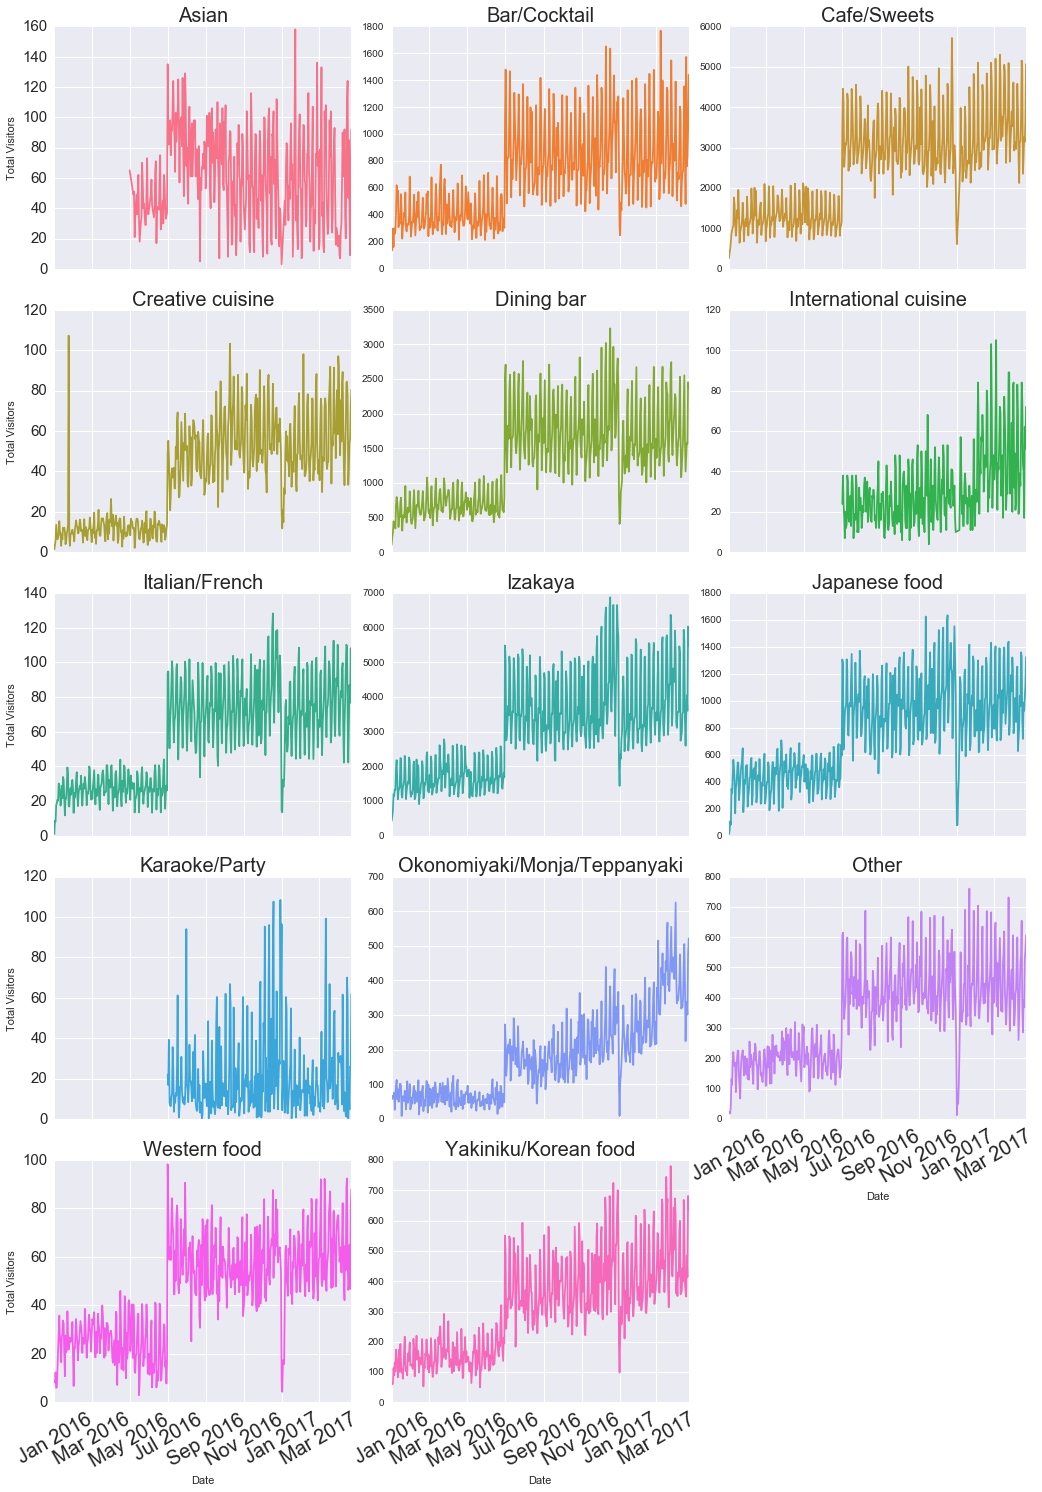 Asian
Bar/Cocktail
Cafe/Sweets
160
140
120
100
80
60
40
20
0
Total Visitors
1800
1600
1400
1200
1000
800
600
400
200
0
6000
5000
4000
3000
2000
1000
0
Creative cuisine
Dining bar
International cuisine
120
100
80
60
40
20
0
Total Visitors
3500
3000
2500
2000
1500
1000
500
0
120
100
80
60
40
20
0
Italian/French
Izakaya
Japanese food
140
120
100
80
60
40
20
0
Total Visitors
7000
6000
5000
4000
3000
2000
1000
0
1800
1600
1400
1200
1000
800
600
400
200
0
Karaoke/Party
Okonomiyaki/Monja/Teppanyaki
Other
120
100
80
60
40
20
0
Total Visitors
700
600
500
400
300
200
100
0
800
700
600
500
400
300
200
100
0
Jan 2016
Mar 2016
May 2016
Jul 2016
Sep 2016
Nov 2016
Jan 2017
Mar 2017
Date
Western food
Yakiniku/Korean food
100
80
60
40
20
0
Total Visitors
800
700
600
500
400
300
200
100
0
Jan 2016
Mar 2016
May 2016
Jul 2016
Sep 2016
Nov 2016
Jan 2017
Mar 2017
Date
Jan 2016
Mar 2016
May 2016
Jul 2016
Sep 2016
Nov 2016
Jan 2017
Mar 2017
Date